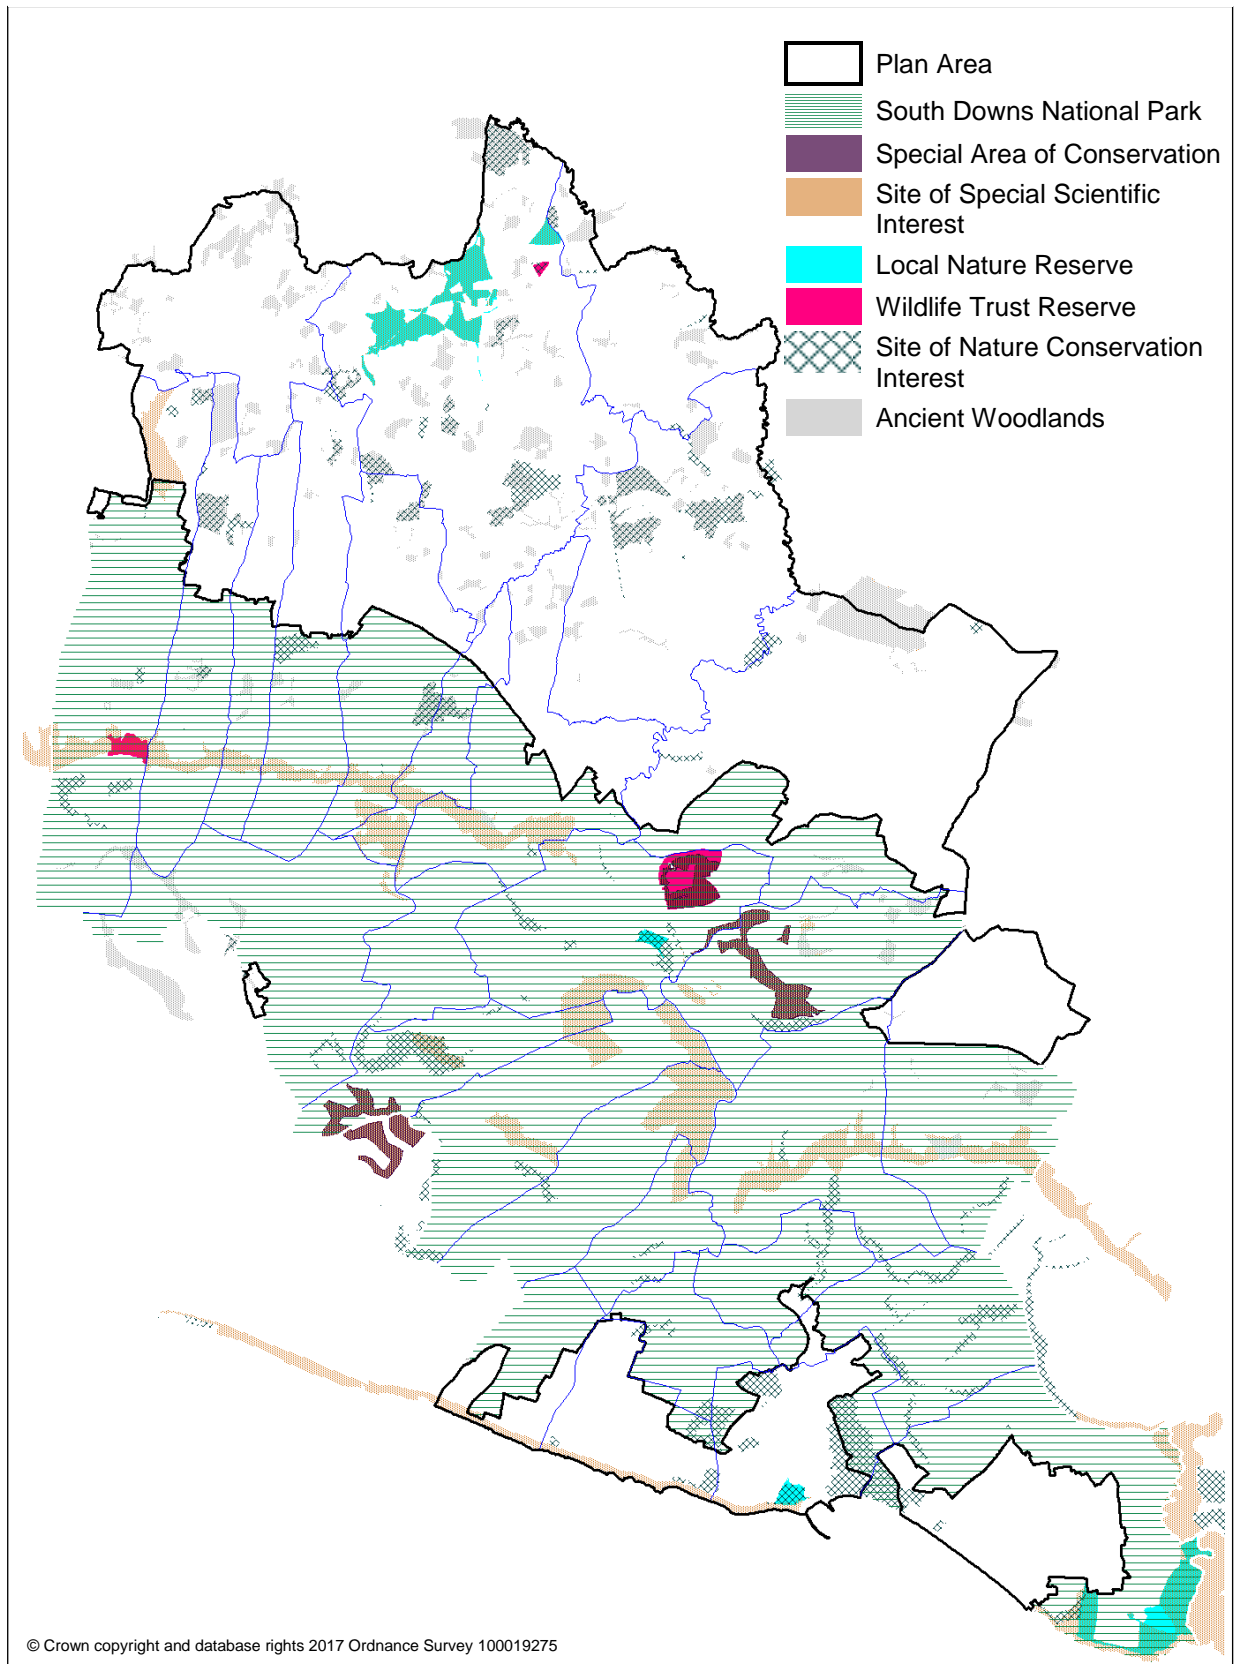 Plan Area
South Downs National Park
Special Area of Conservation
Site of Special Scientific
Interest
Local Nature Reserve
Wildlife Trust Reserve
Site of Nature Conservation
Interest
Ancient Woodlands
© Crown copyright and database rights 2017 Ordnance Survey 100019275